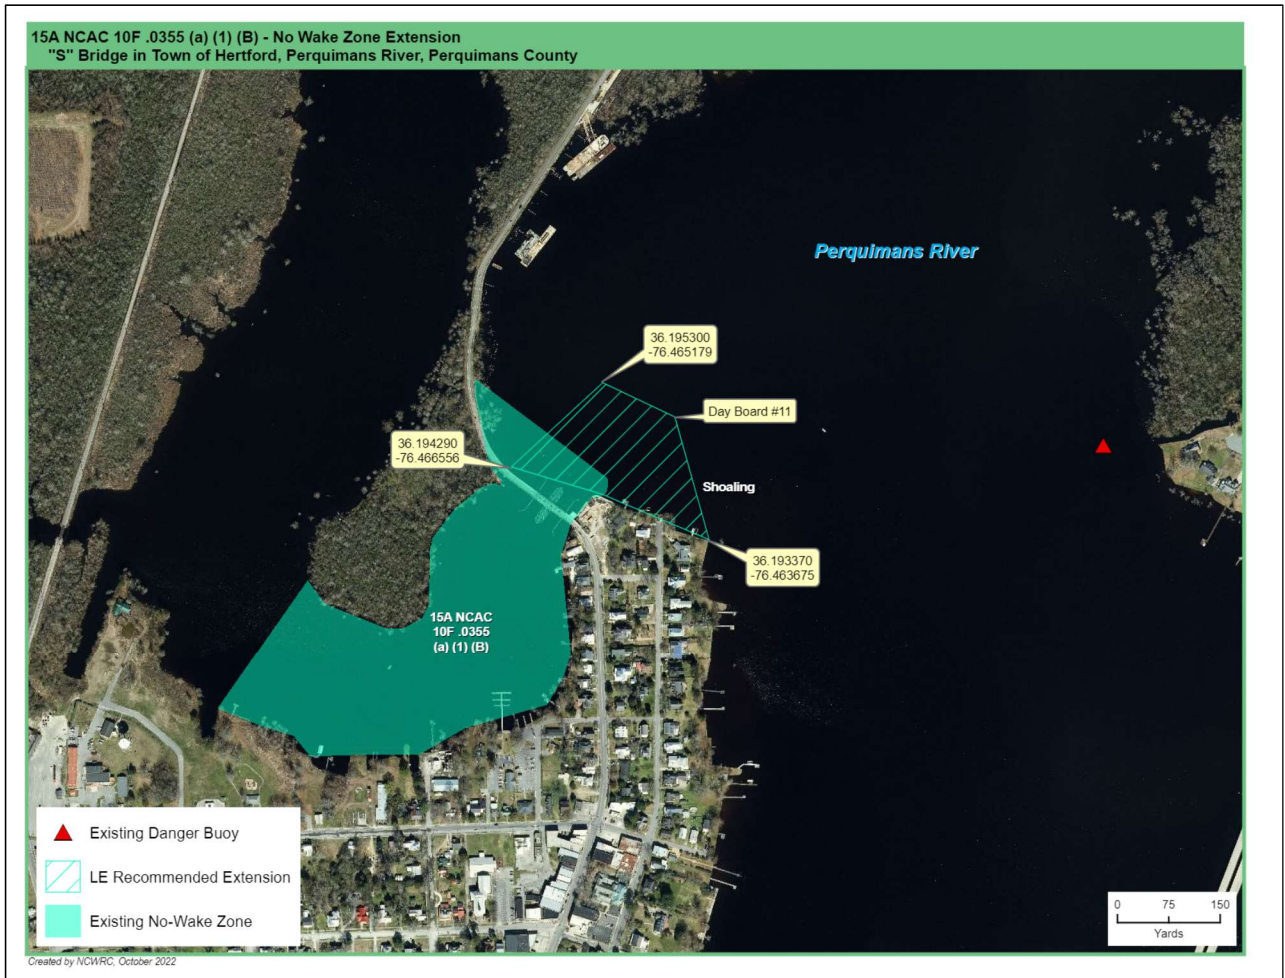 15A NCAC 10F .0355 (a) (1) (B) - No Wake Zone Extension
"S" Bridge in Town of Hertford, Perquimans River, Perquimans County
Perquimans River
36.195300
-76.465179
Day Board #11
36.194290
-76.466556
Shoaling
36.193370
-76.463675
15A NCAC
10F .0355
(a) (1) (B)
Existing Danger Buoy
LE Recommended Extension
Existing No-Wake Zone
0 75 150
Yards
Created by NCWRC, October 2022